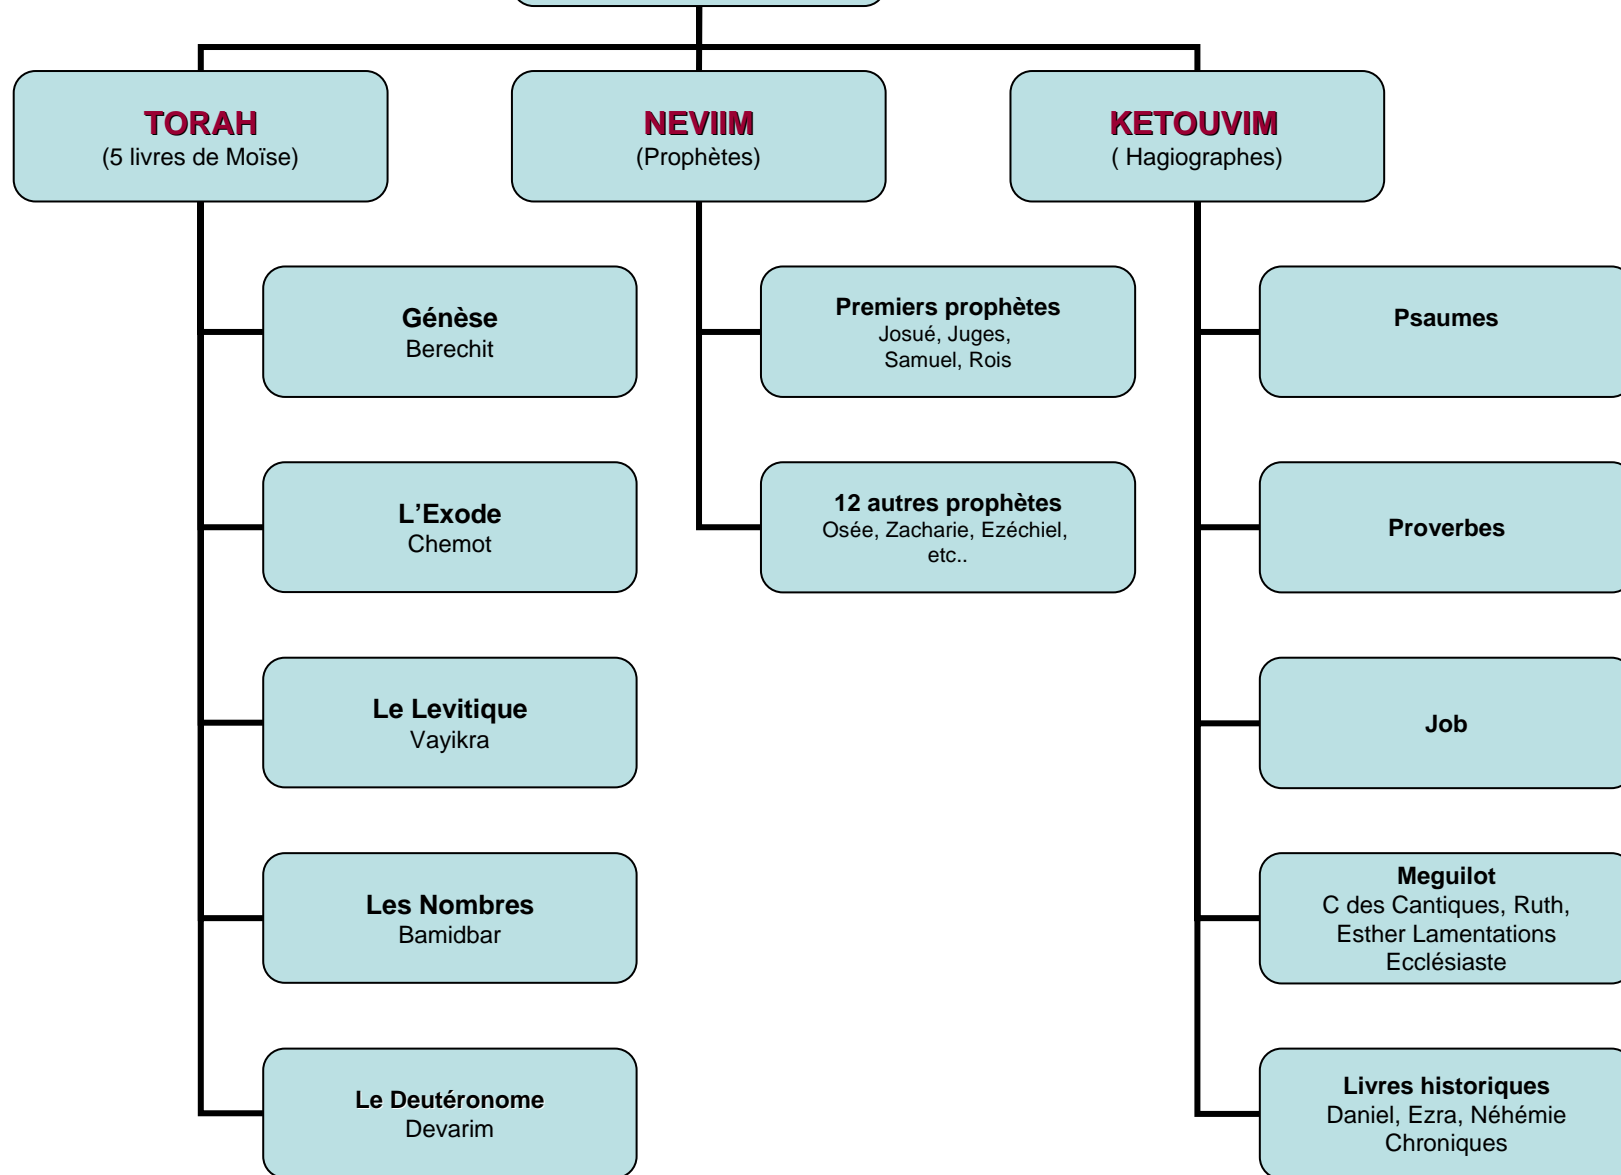 TORAH
(5 livres de Moïse)
NEVIIM
(Prophètes)
KETOUVIM
( Hagiographes)
Génèse
Berechit
L’Exode
Chemot
Le Levitique
Vayikra
Les Nombres
Bamidbar
Le Deutéronome
Devarim
Premiers prophètes
Josué, Juges,
Samuel, Rois
12 autres prophètes
Osée, Zacharie, Ezéchiel,
etc..
Psaumes
Proverbes
Job
Meguilot
C des Cantiques, Ruth,
Esther Lamentations
Ecclésiaste
Livres historiques
Daniel, Ezra, Néhémie
Chroniques